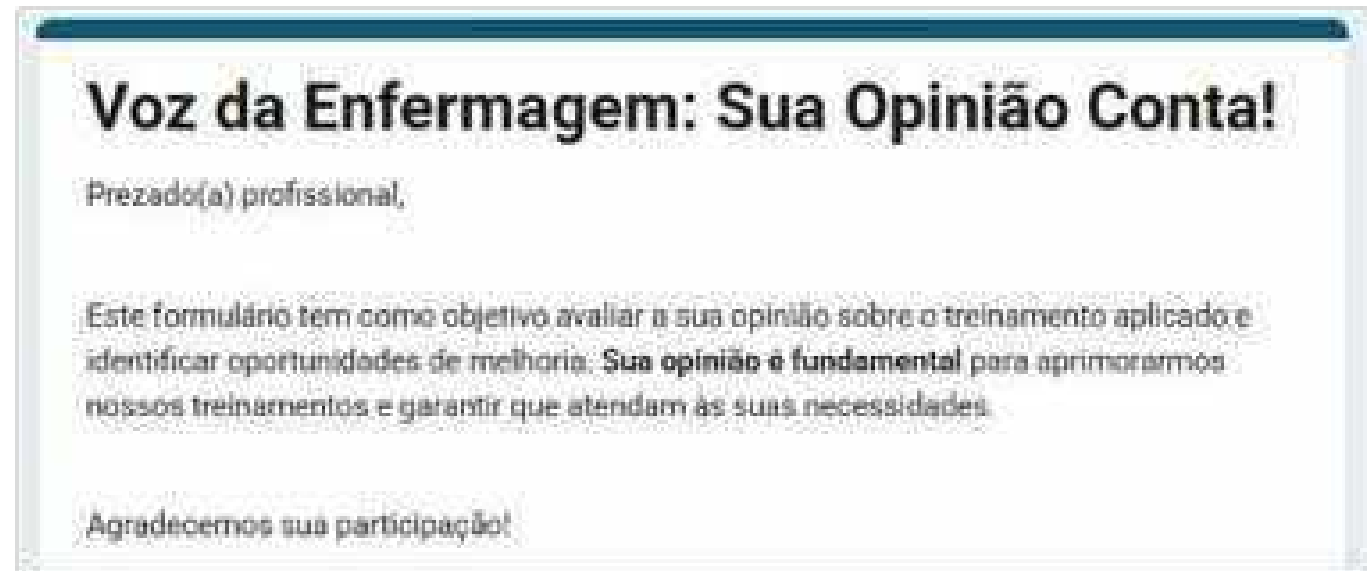 Voz da Enfermagem: Sua Opinião Conta!
Prezado(a) profissional,
Este formulário tem como objetivo avaliar a sua opinião sobre o treinamento aplicado e
identificar oportunidades de melhoria. Sua opinião é fundamental para aprimorarmos
nossos treinamentos e garantir que atendam às suas necessidades.
Agradecemos sua participação!